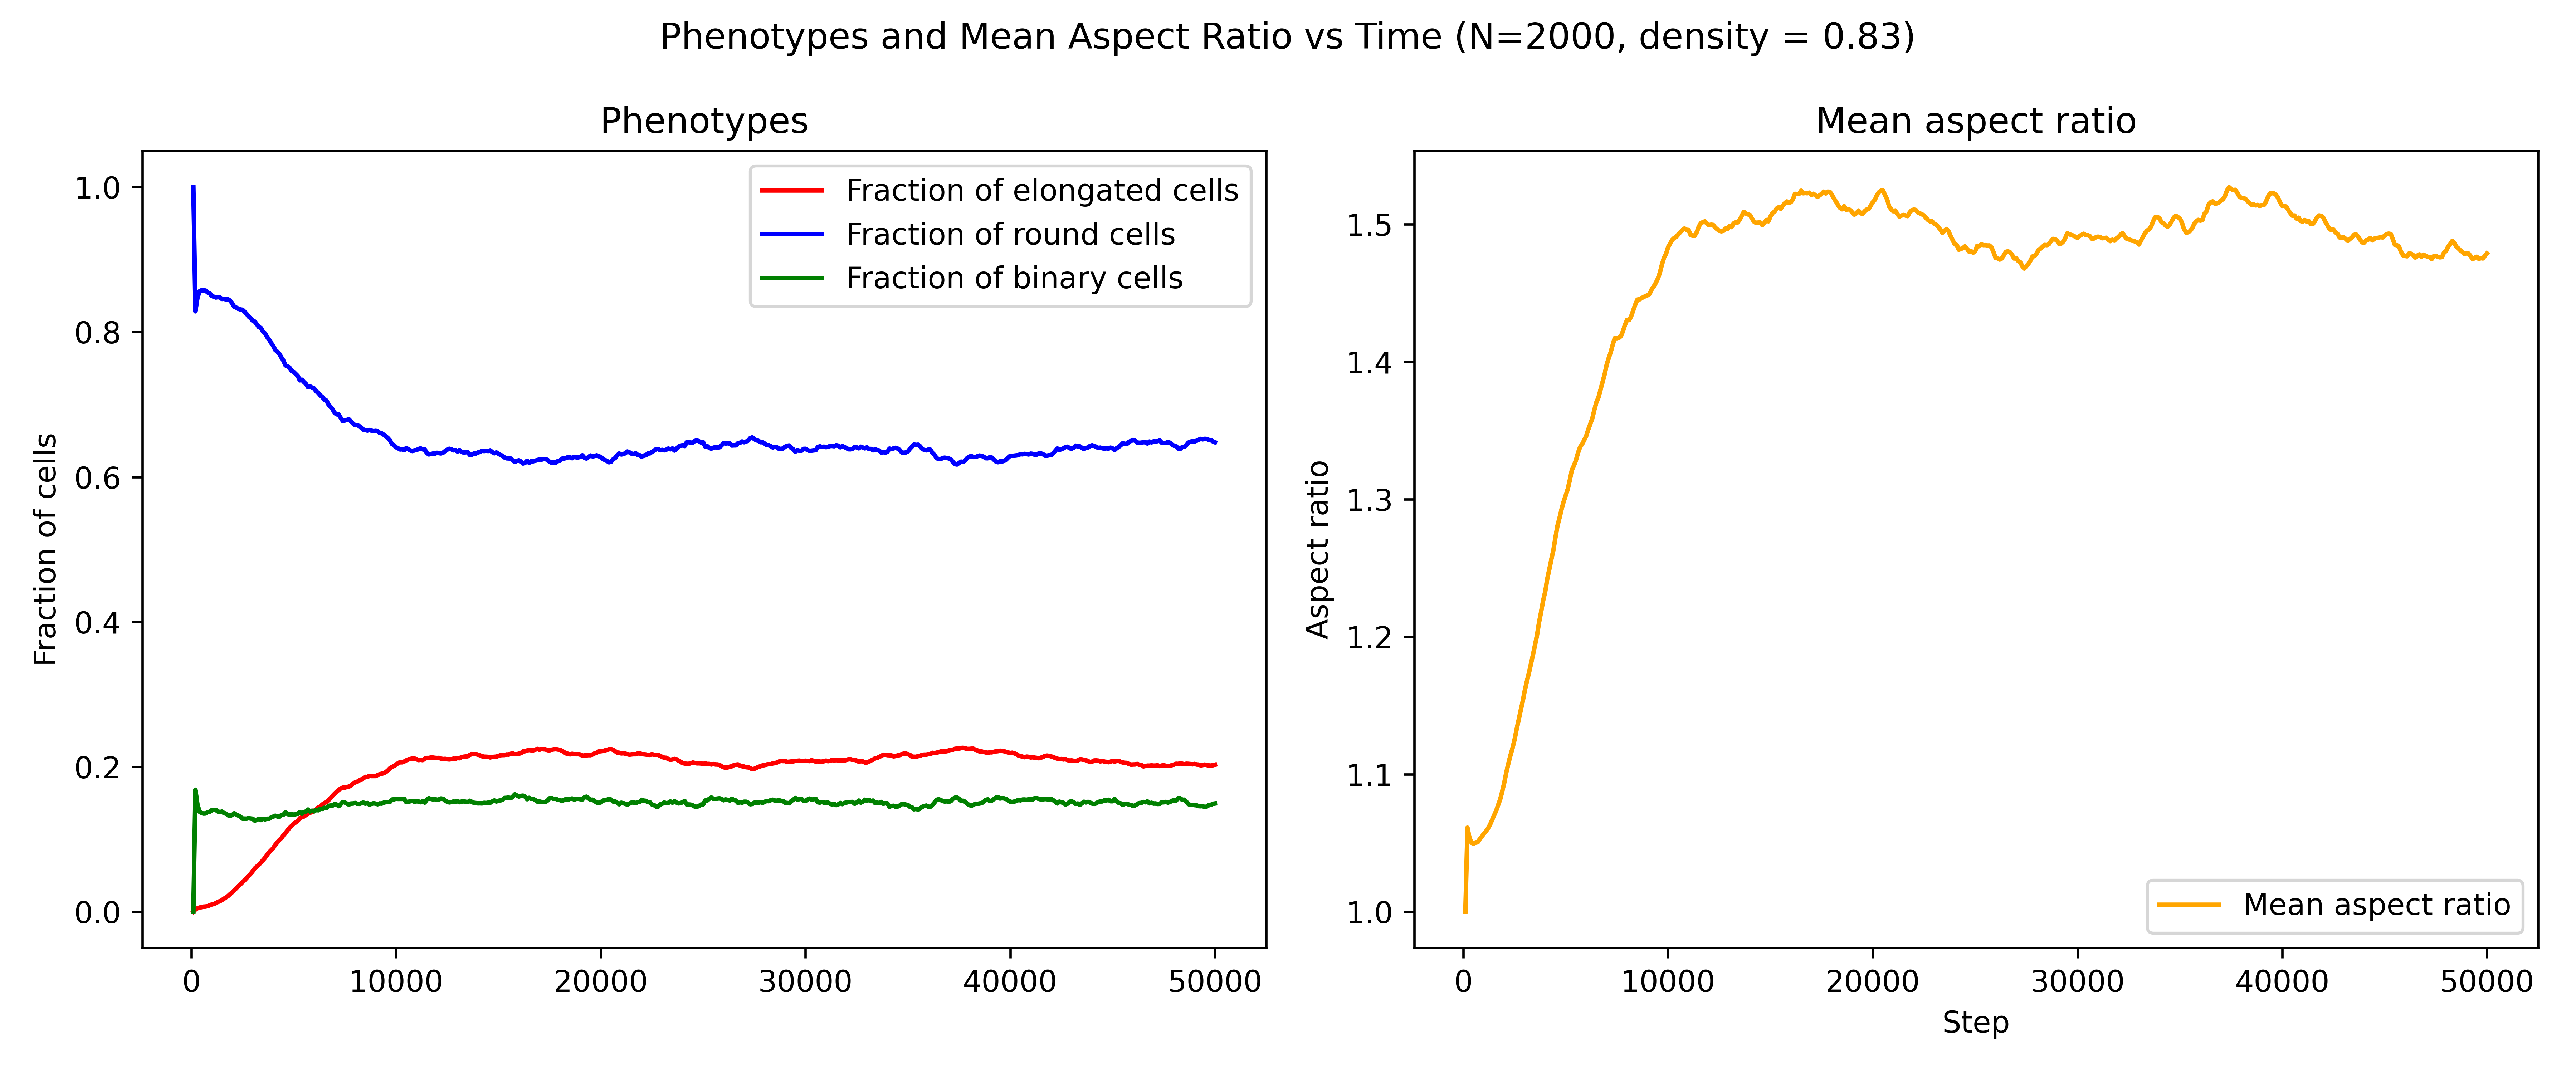 Phenotypes and Mean Aspect Ratio vs Time (N=2000, density = 0.83)
Phenotypes
Fraction of cells
1.0
0.8
0.6
0.4
0.2
0.0
Fraction of elongated cells
Fraction of round cells
Fraction of binary cells
0 10000 20000 30000 40000 50000
Mean aspect ratio
Aspect ratio
1.5
1.4
1.3
1.2
1.1
1.0
Mean aspect ratio
0 10000 20000 30000 40000 50000
Step